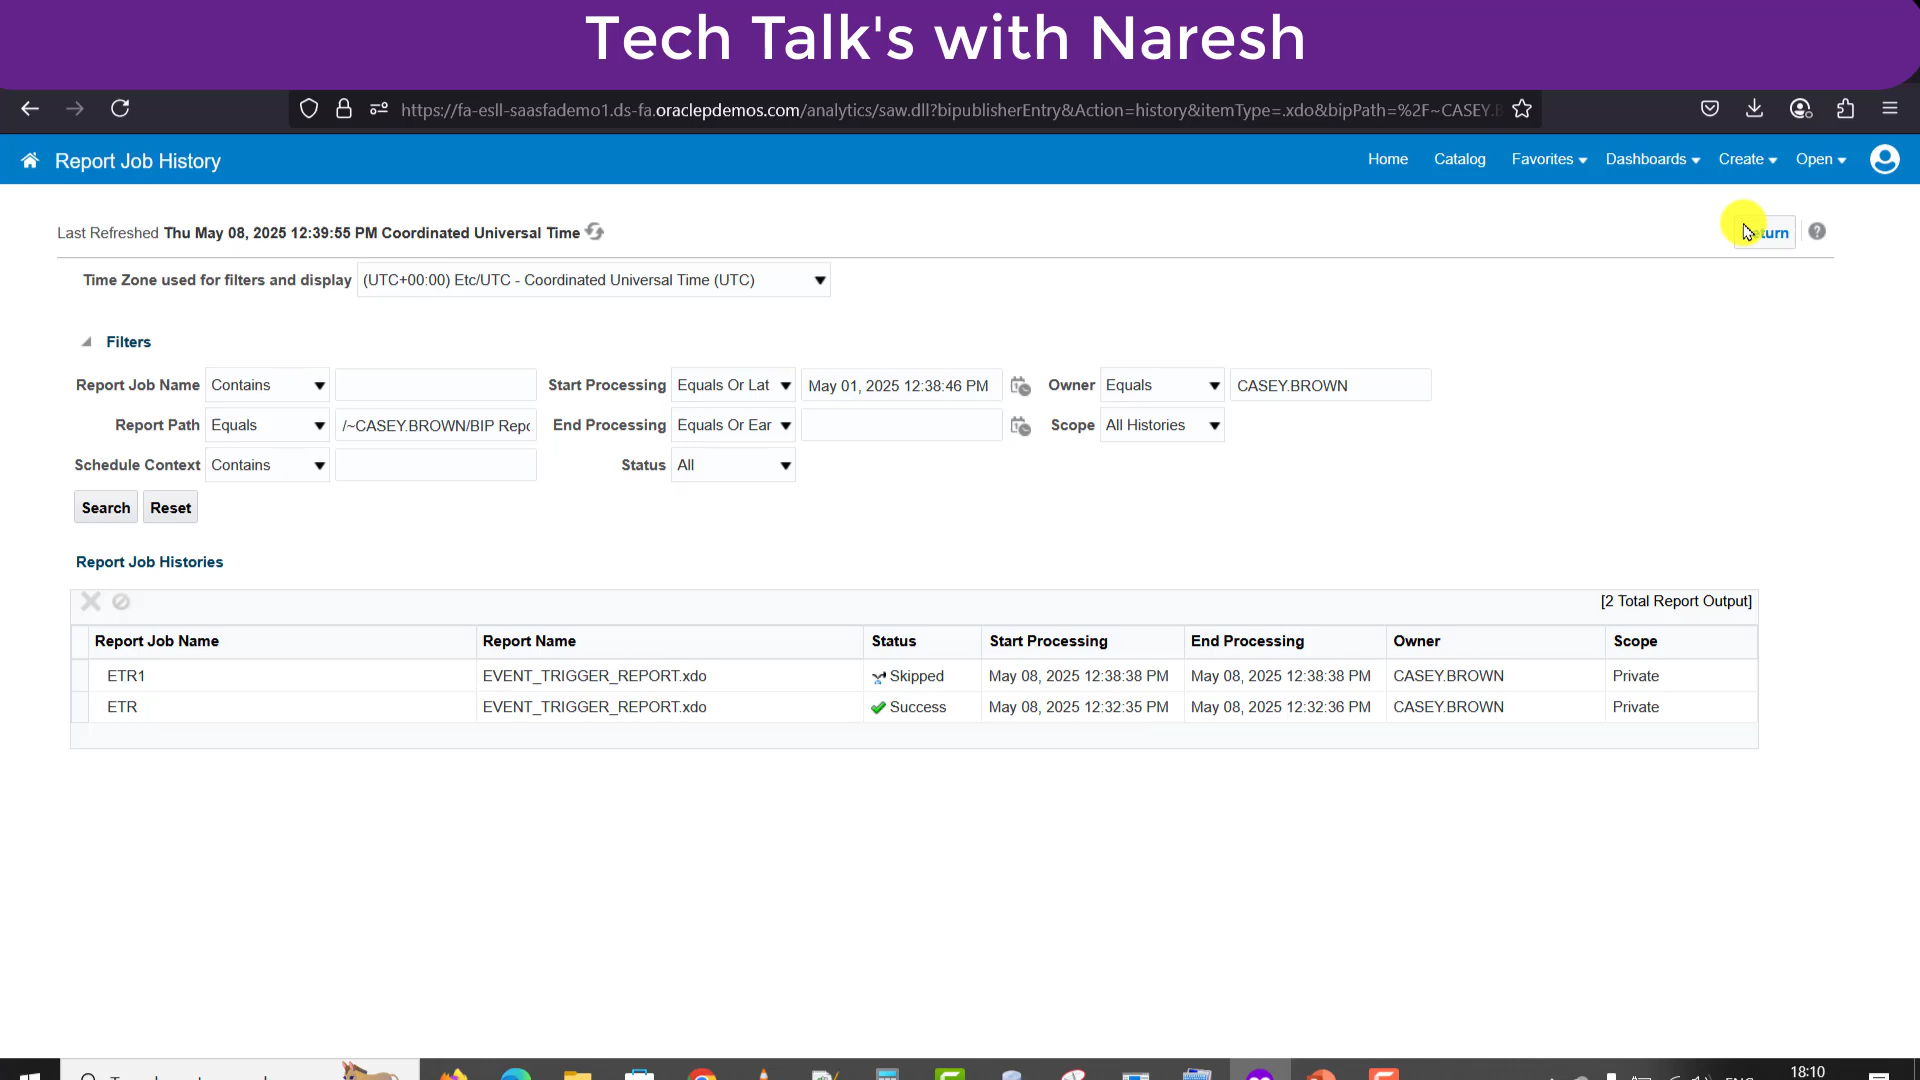 Tech Talk's with Naresh
https://fa-esll-saasfademo1.ds-fa.oraclepdemos.com/analytics/saw.dll?bipublisherEntry&Action=history&itemType=.xdo&bipPath=%2F~CASEY.B
Report Job History
Home Catalog Favorites Dashboards Create Open
Last Refreshed Thu May 08, 2025 12:39:55 PM Coordinated Universal Time
Time Zone used for filters and display (UTC+00:00) Etc/UTC - Coordinated Universal Time (UTC)
Filters
Report Job Name Contains Start Processing Equals Or Lat May 01, 2025 12:38:46 PM Owner Equals CASEY.BROWN
Report Path Equals /~CASEY.BROWN/BIP Repo End Processing Equals Or Ear Scope All Histories
Schedule Context Contains Status All
Search Reset
Report Job Histories
[2 Total Report Output]
Report Job Name Report Name Status Start Processing End Processing Owner Scope
ETR1 EVENT_TRIGGER_REPORT.xdo Skipped May 08, 2025 12:38:38 PM May 08, 2025 12:38:38 PM CASEY.BROWN Private
ETR EVENT_TRIGGER_REPORT.xdo Success May 08, 2025 12:32:35 PM May 08, 2025 12:32:36 PM CASEY.BROWN Private
18:10